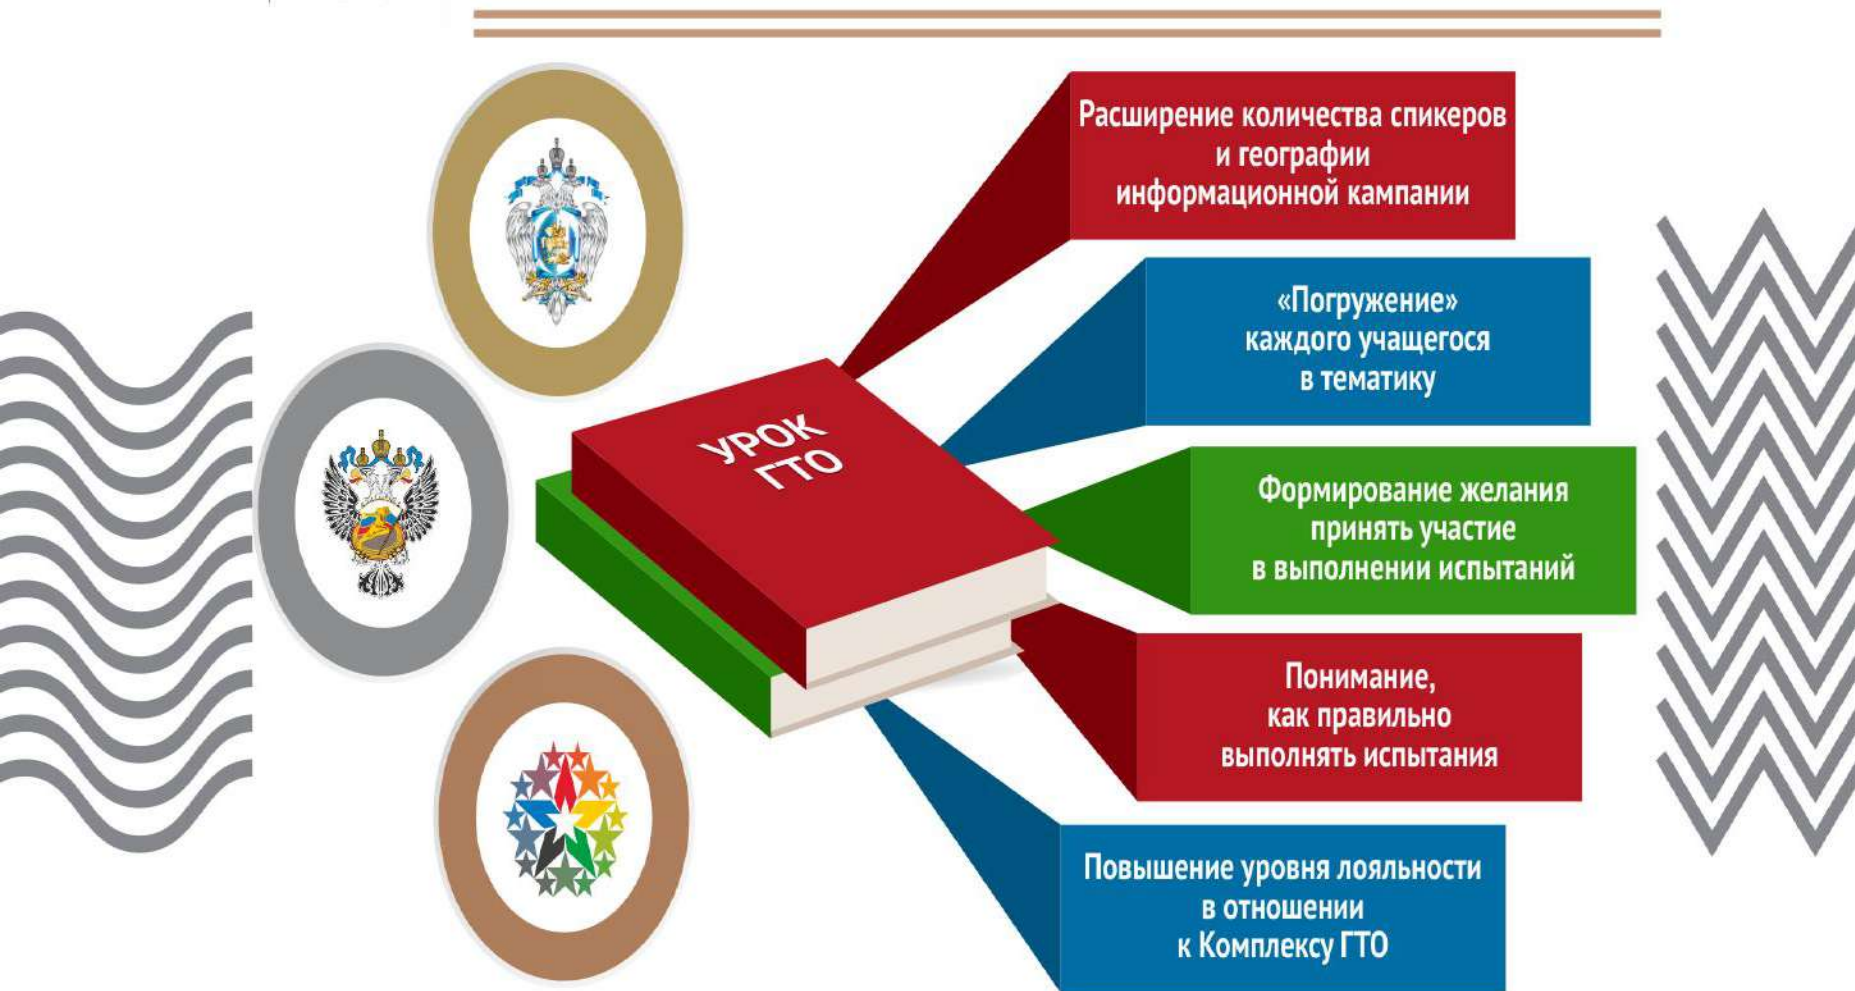 Расширение количества спикеров
и географии
информационной кампании
«Погружение»
каждого учащегося
в тематику
УРОК
ГТО
Формирование желания
принять участие
в выполнении испытаний
Понимание,
как правильно
выполнять испытания
Повышение уровня лояльности
в отношении
к Комплексу ГТО